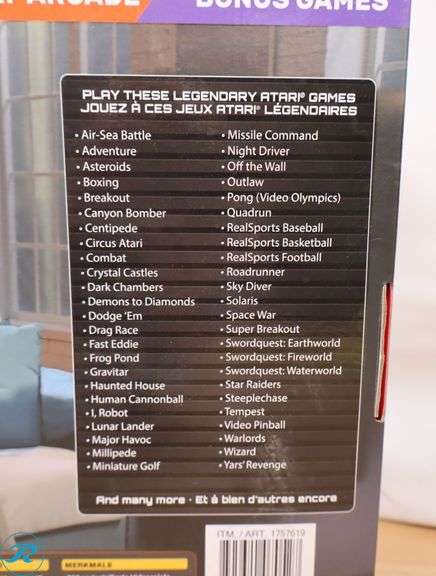 ARCADE
BONUS GAMES
PLAY THESE LEGENDARY ATARI® GAMES
JOUEZ À CES JEUX ATARI® LÉGENDAIRES
• Air-Sea Battle
• Adventure
• Asteroids
• Boxing
• Breakout
• Canyon Bomber
• Centipede
• Circus Atari
• Combat
• Crystal Castles
• Dark Chambers
• Demons to Diamonds
• Dodge 'Em
• Drag Race
• Fast Eddie
• Frog Pond
• Gravitar
• Haunted House
• Human Cannonball
• I, Robot
• Lunar Lander
• Major Havoc
• Millipede
• Miniature Golf
• Missile Command
• Night Driver
• Off the Wall
• Outlaw
• Pong (Video Olympics)
• Quadrun
• RealSports Baseball
• RealSports Basketball
• RealSports Football
• Roadrunner
• Sky Diver
• Solaris
• Space War
• Super Breakout
• Swordquest: Earthworld
• Swordquest: Fireworld
• Swordquest: Waterworld
• Star Raiders
• Steeplechase
• Tempest
• Video Pinball
• Warlords
• Wizard
• Yars' Revenge
And many more • Et à bien d'autres encore
ITM. / ART. 1757619
MERKMALE